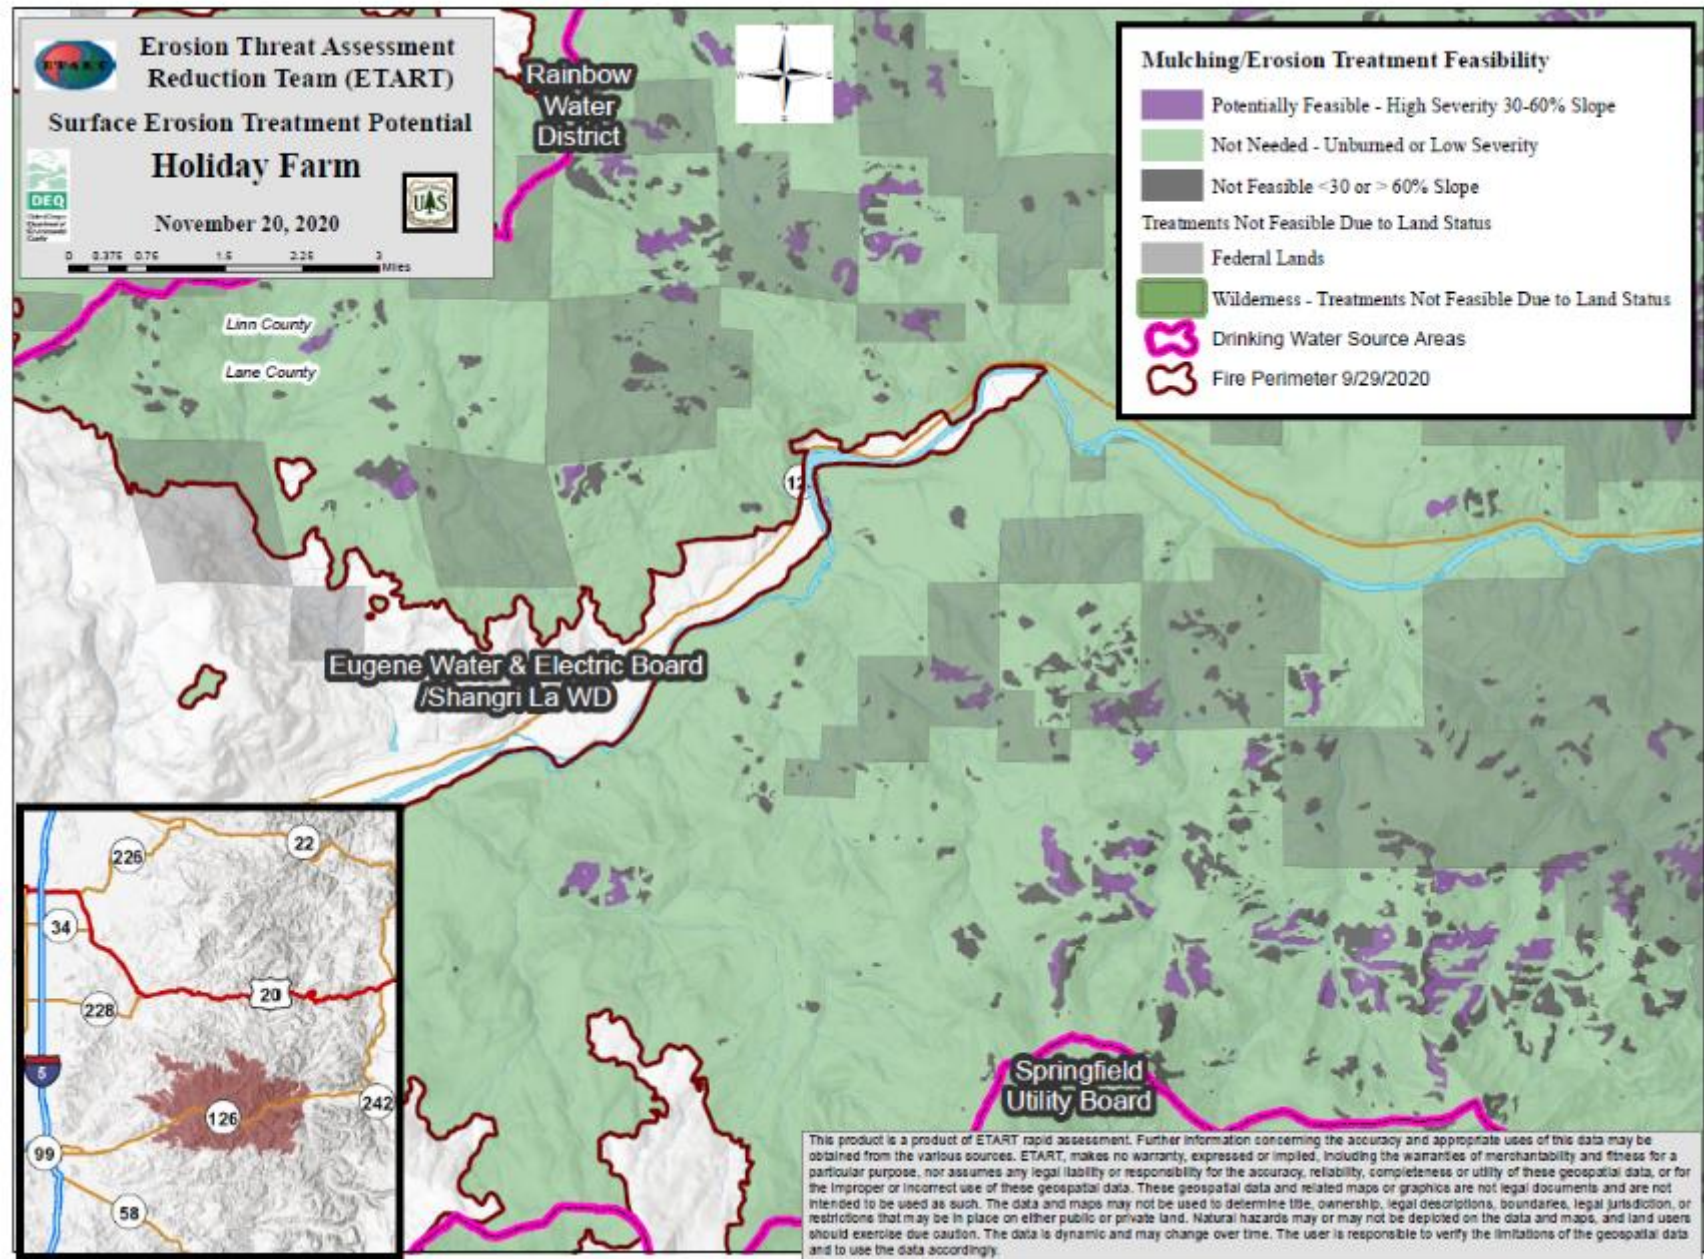 Erosion Threat Assessment
Reduction Team (ETART)
Surface Erosion Treatment Potential
Holiday Farm
November 20, 2020
ETART
DEQ
U S
0 0.375 0.75 1.5 2.25 3
Miles
Rainbow
Water
District
N
W E
S
Mulching/Erosion Treatment Feasibility
Potentially Feasible - High Severity 30-60% Slope
Not Needed - Unburned or Low Severity
Not Feasible <30 or > 60% Slope
Treatments Not Feasible Due to Land Status
Federal Lands
Wilderness - Treatments Not Feasible Due to Land Status
Drinking Water Source Areas
Fire Perimeter 9/29/2020
Linn County
Lane County
12
Eugene Water & Electric Board
/Shangri La WD
Springfield
Utility Board
226
22
34
20
228
5
126
242
99
58
This product is a product of ETART rapid assessment. Further information concerning the accuracy and appropriate uses of this data may be
obtained from the various sources. ETART, makes no warranty, expressed or implied, including the warranties of merchantability and fitness for a
particular purpose, nor assumes any legal liability or responsibility for the accuracy, reliability, completeness or utility of these geospatial data, or for
the improper or incorrect use of these geospatial data. These geospatial data and related maps or graphics are not legal documents and are not
intended to be used as such. The data and maps may not be used to determine title, ownership, legal descriptions, boundaries, legal jurisdiction, or
restrictions that may be in place on either public or private land. Natural hazards may or may not be depicted on the data and maps, and land users
should exercise due caution. The data is dynamic and may change over time. The user is responsible to verify the limitations of the geospatial data
and to use the data accordingly.